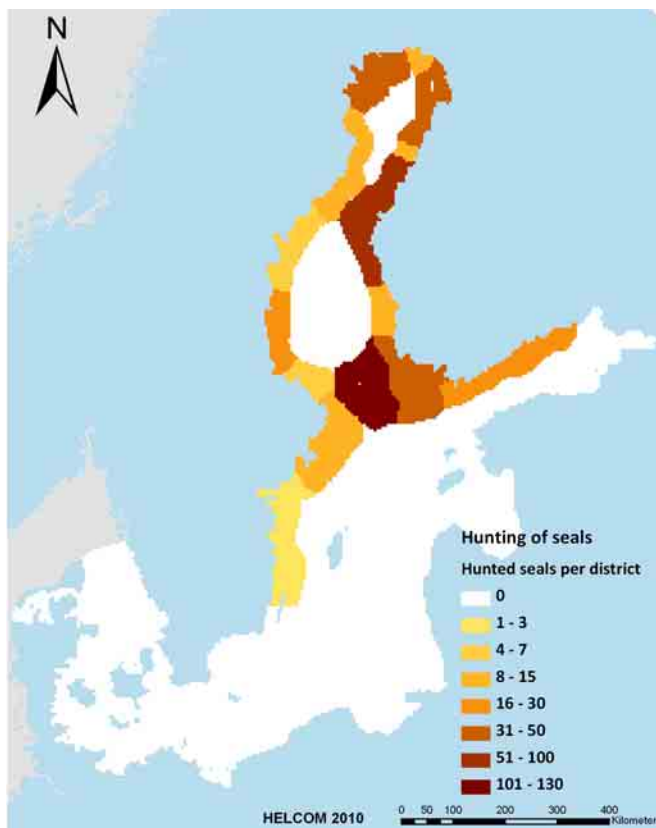 N
Hunting of seals
Hunted seals per district
0
1 - 3
4 - 7
8 - 15
16 - 30
31 - 50
51 - 100
101 - 130
HELCOM 2010
0 50 100 200 300 400
Kilometer